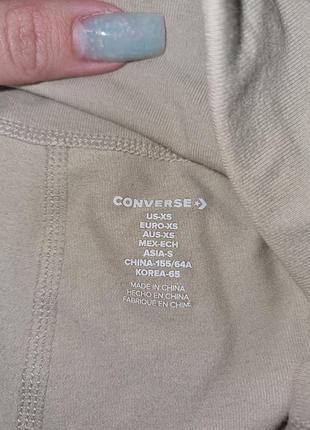 CONVERSE
US-XS
EURO-XS
AUS-XS
MEX-ECH
ASIA-S
CHINA-155/64A
KOREA-65
MADE IN CHINA
HECHO EN CHINA
FABRIQUÉ EN CHINE